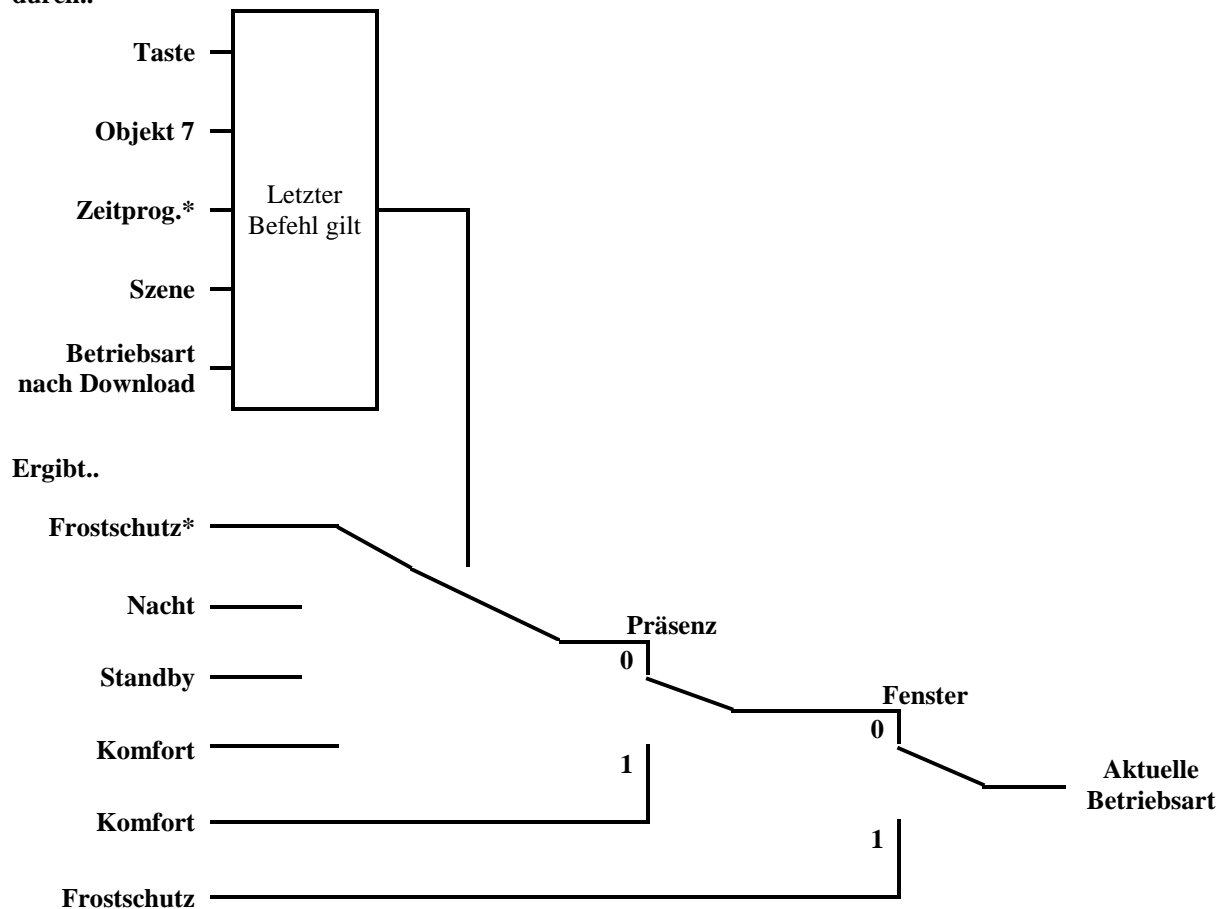 durch..
Taste
Objekt 7
Zeitprog.*
Letzter
Befehl gilt
Szene
Betriebsart
nach Download
Ergibt..
Frostschutz*
Nacht
Präsenz
0
Standby
Fenster
0
Komfort
1
Aktuelle
Betriebsart
Komfort
1
Frostschutz